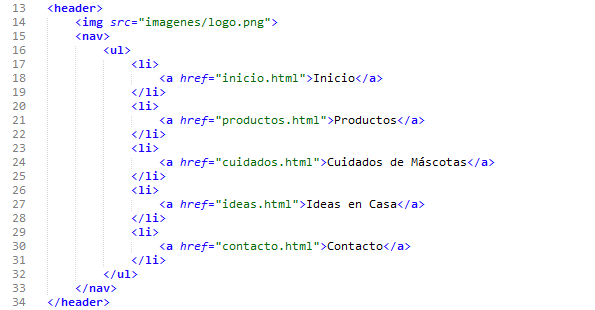 13 <header>
14 <img src="imagenes/logo.png">
15 <nav>
16 <ul>
17 <li>
18 <a href="inicio.html">Inicio</a>
19 </li>
20 <li>
21 <a href="productos.html">Productos</a>
22 </li>
23 <li>
24 <a href="cuidados.html">Cuidados de Máscotas</a>
25 </li>
26 <li>
27 <a href="ideas.html">Ideas en Casa</a>
28 </li>
29 <li>
30 <a href="contacto.html">Contacto</a>
31 </li>
32 </ul>
33 </nav>
34 </header>